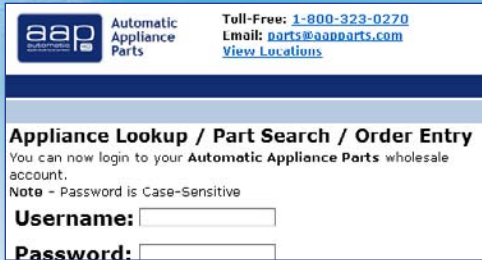 aap
automatic
Automatic
Appliance
Parts
Toll-Free: 1-800-323-0270
Email: parts@aapparts.com
View Locations
Appliance Lookup / Part Search / Order Entry
You can now login to your Automatic Appliance Parts wholesale
account.
Note - Password is Case-Sensitive
Username:
Password: